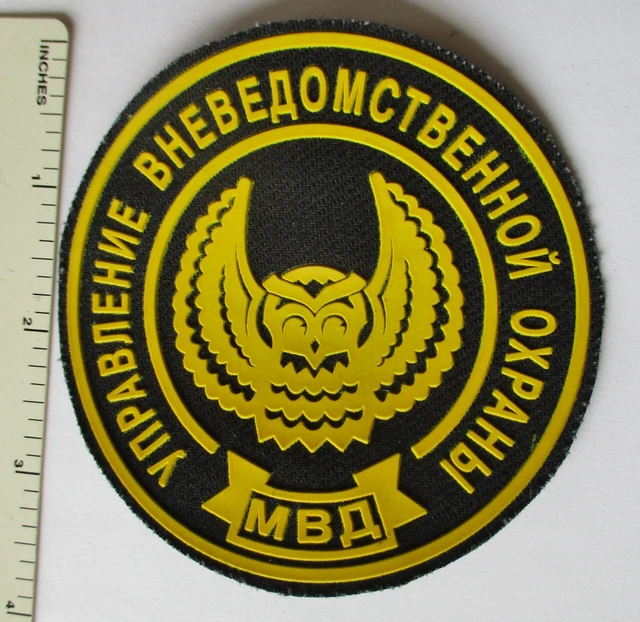 УПРАВЛЕНИЕ ВНЕВЕДОМСТВЕННОЙ ОХРАНЫ
МВД
INCHES
1
2
3
4